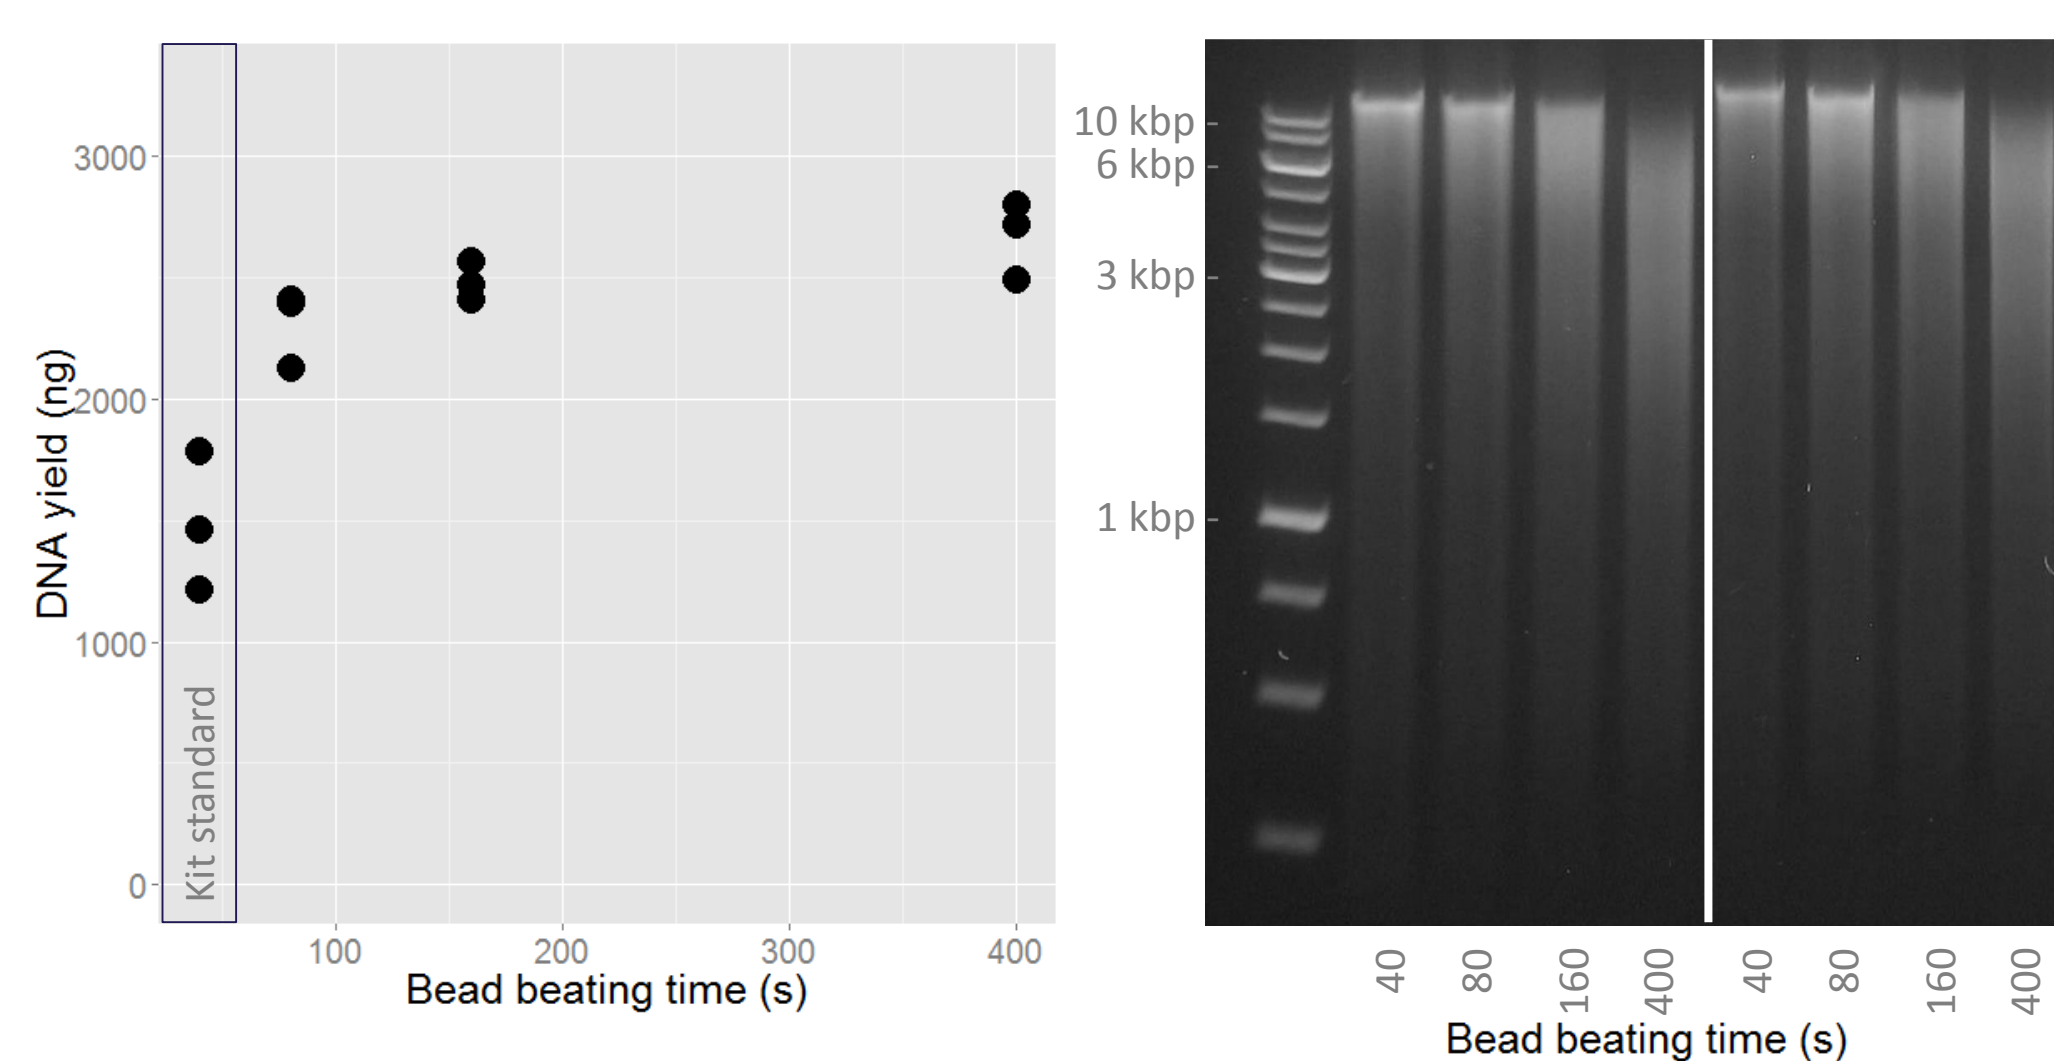 DNA yield (ng)
3000
2000
1000
0
Kit standard
100 200 300 400
Bead beating time (s)
10 kbp
6 kbp
3 kbp
1 kbp
40 80 160 400 40 80 160 400
Bead beating time (s)